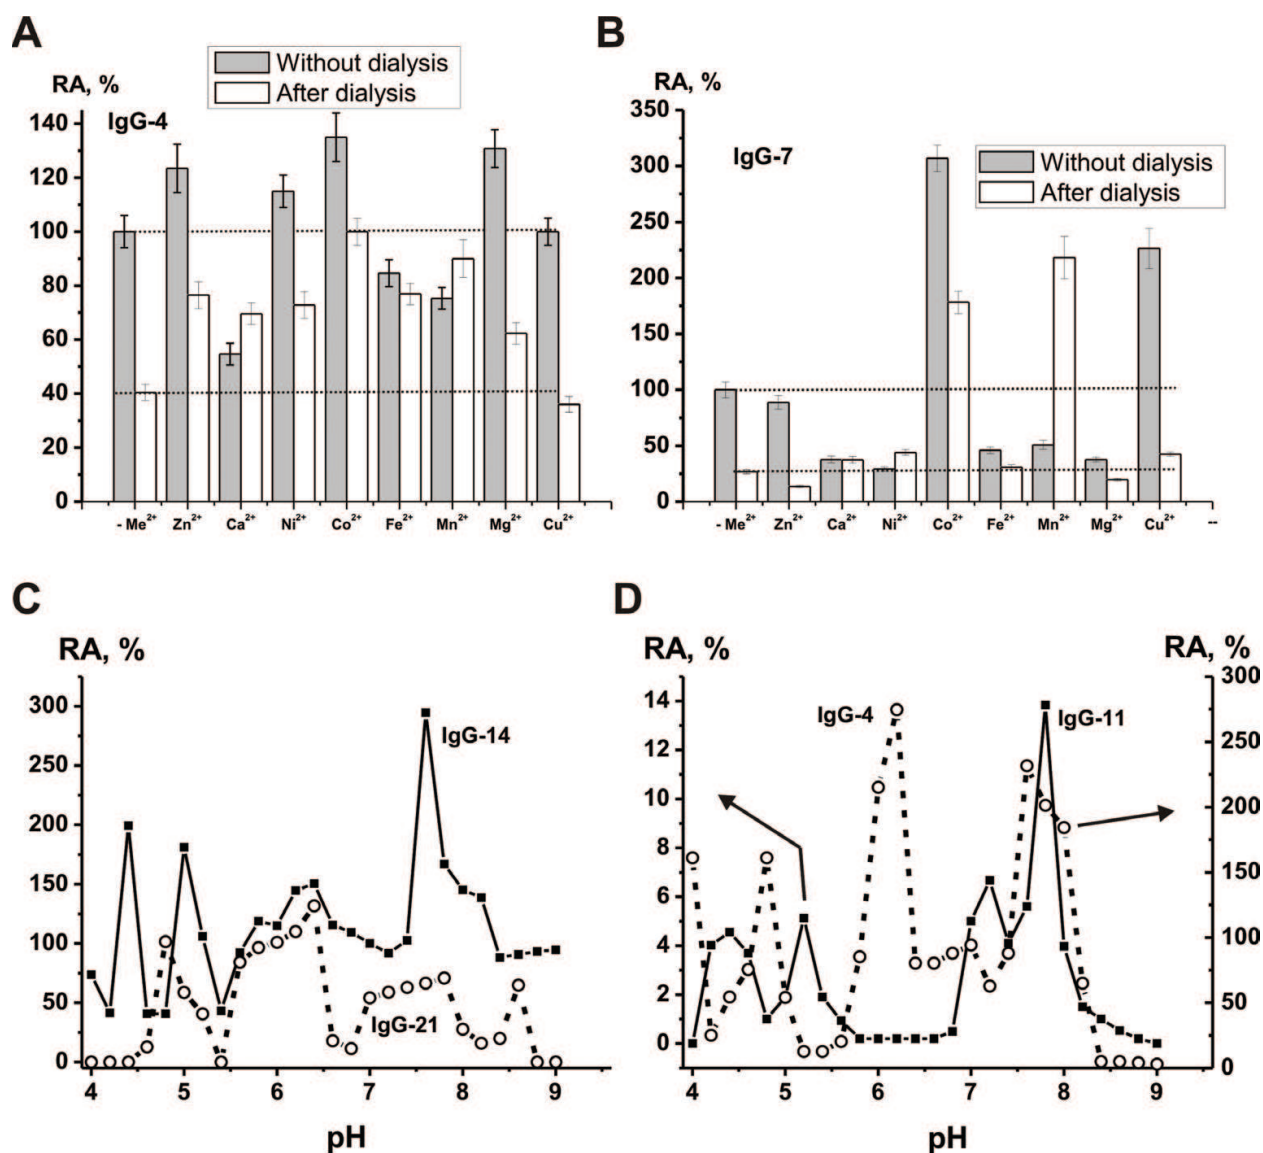 A
B
RA, %
Without dialysis
After dialysis
IgG-4
140
120
100
80
60
40
20
0
- Me²⁺ Zn²⁺ Ca²⁺ Ni²⁺ Co²⁺ Fe²⁺ Mn²⁺ Mg²⁺ Cu²⁺
RA, %
IgG-7
Without dialysis
After dialysis
350
300
250
200
150
100
50
0
- Me²⁺ Zn²⁺ Ca²⁺ Ni²⁺ Co²⁺ Fe²⁺ Mn²⁺ Mg²⁺ Cu²⁺ --
C
RA, %
300
250
200
150
100
50
0
IgG-14
IgG-21
4 5 6 7 8 9
pH
D
RA, %
RA, %
14
12
10
8
6
4
2
0
IgG-4
IgG-11
300
250
200
150
100
50
0
4 5 6 7 8 9
pH